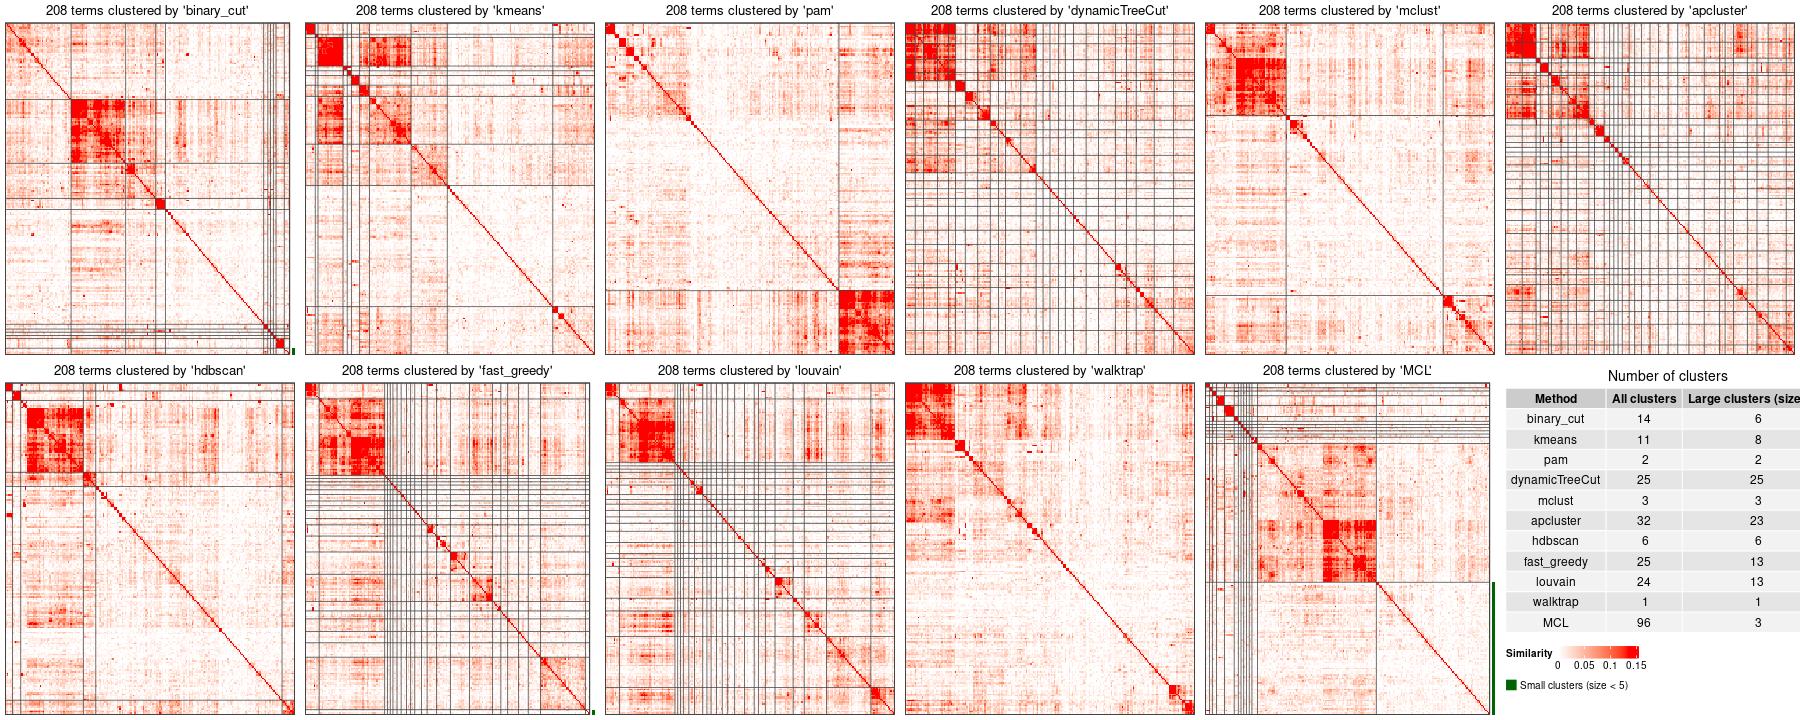 208 terms clustered by 'binary_cut'
208 terms clustered by 'kmeans'
208 terms clustered by 'pam'
208 terms clustered by 'dynamicTreeCut'
208 terms clustered by 'mclust'
208 terms clustered by 'apcluster'
208 terms clustered by 'hdbscan'
208 terms clustered by 'fast_greedy'
208 terms clustered by 'louvain'
208 terms clustered by 'walktrap'
208 terms clustered by 'MCL'
Number of clusters
Method All clusters Large clusters (size
binary_cut 14 6
kmeans 11 8
pam 2 2
dynamicTreeCut 25 25
mclust 3 3
apcluster 32 23
hdbscan 6 6
fast_greedy 25 13
louvain 24 13
walktrap 1 1
MCL 96 3
Similarity
0 0.05 0.1 0.15
Small clusters (size < 5)